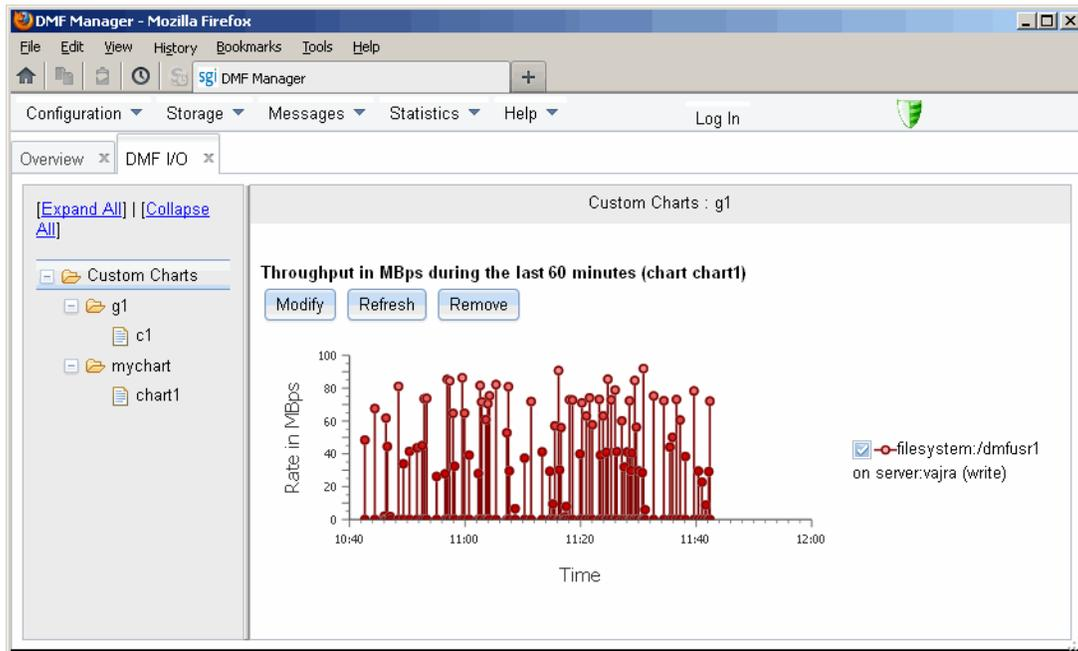 DMF Manager - Mozilla Firefox
File Edit View History Bookmarks Tools Help
sgi DMF Manager +
Configuration Storage Messages Statistics Help Log In
Overview x DMF I/O x
[Expand All] | [Collapse
All]
Custom Charts
g1
c1
mychart
chart1
Custom Charts : g1
Throughput in MBps during the last 60 minutes (chart chart1)
Modify Refresh Remove
Rate in MBps
100
80
60
40
20
0
10:40 11:00 11:20 11:40 12:00
Time
filesystem:/dmfusr1
on server:vajra (write)